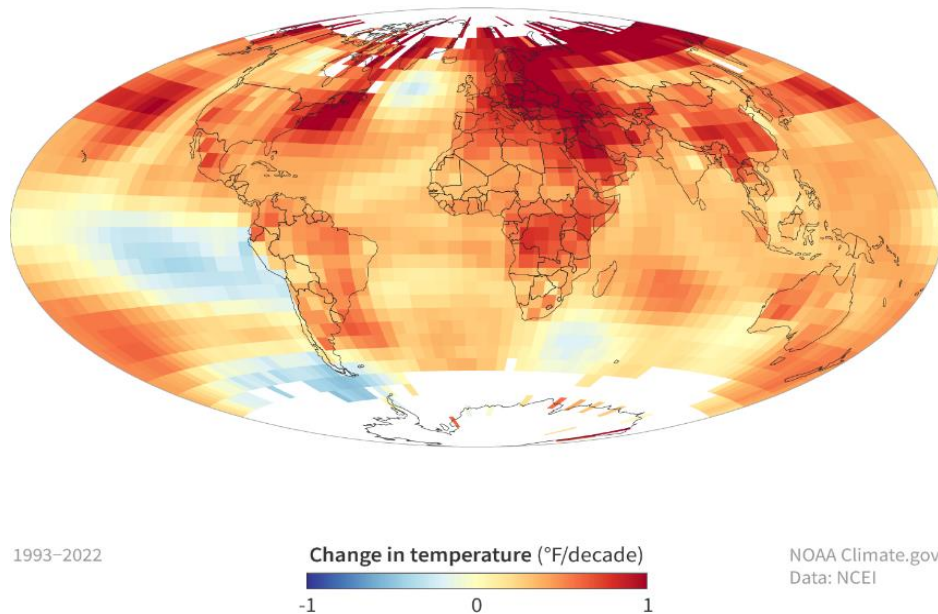 1993–2022
Change in temperature (°F/decade)
-1 0 1
NOAA Climate.gov
Data: NCEI